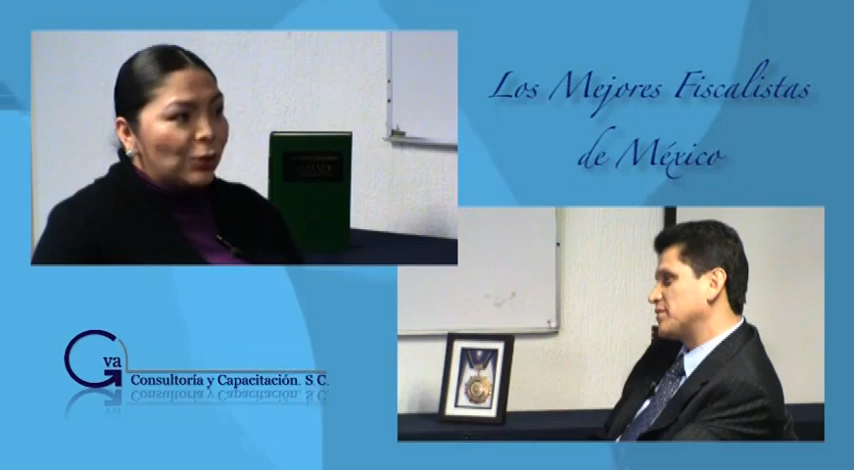 Los Mejores Fiscalistas
de México
Gva
Consultoría y Capacitación. S.C.